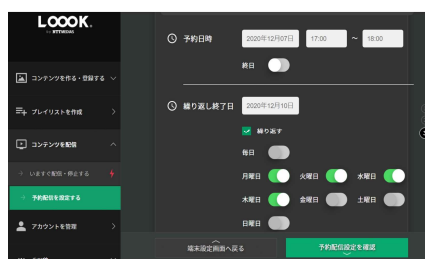 LOOOK.
BY NTTMEDIAS
コンテンツを作る・登録する
プレイリストを作成
コンテンツを配信
いますぐ配信・停止する
予約配信を設定する
アカウントを管理
予約日時
2020年12月07日
17:00
～
18:00
終日
繰り返し終了日
2020年12月10日
繰り返す
毎日
月曜日
火曜日
水曜日
木曜日
金曜日
土曜日
日曜日
端末設定画面へ戻る
予約配信設定を確認